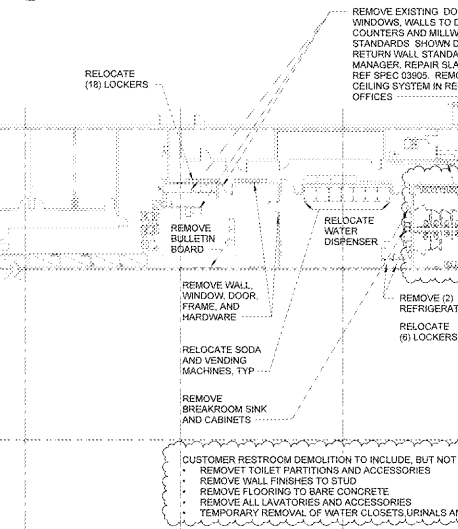 REMOVE EXISTING DO
WINDOWS, WALLS TO D
COUNTERS AND MILLW
STANDARDS SHOWN D
RETURN WALL STANDA
MANAGER. REPAIR SLA
REF SPEC 03905. REMO
CEILING SYSTEM IN RE
OFFICES
RELOCATE
(18) LOCKERS
REMOVE
BULLETIN
BOARD
RELOCATE
WATER
DISPENSER
REMOVE WALL,
WINDOW, DOOR,
FRAME, AND
HARDWARE
REMOVE (2)
REFRIGERAT
RELOCATE
(6) LOCKERS
RELOCATE SODA
AND VENDING
MACHINES, TYP
REMOVE
BREAKROOM SINK
AND CABINETS
CUSTOMER RESTROOM DEMOLITION TO INCLUDE, BUT NOT
• REMOVET TOILET PARTITIONS AND ACCESSORIES
• REMOVE WALL FINISHES TO STUD
• REMOVE FLOORING TO BARE CONCRETE
• REMOVE ALL LAVATORIES AND ACCESSORIES
• TEMPORARY REMOVAL OF WATER CLOSETS, URINALS AN